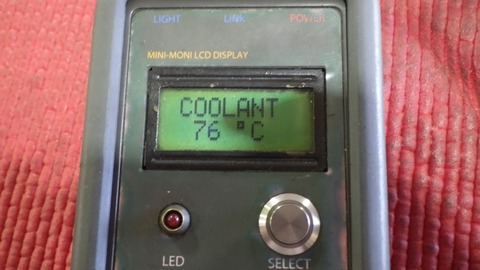 LIGHT LINK POWER
MINI-MONI LCD DISPLAY
COOLANT
76 °C
LED SELECT